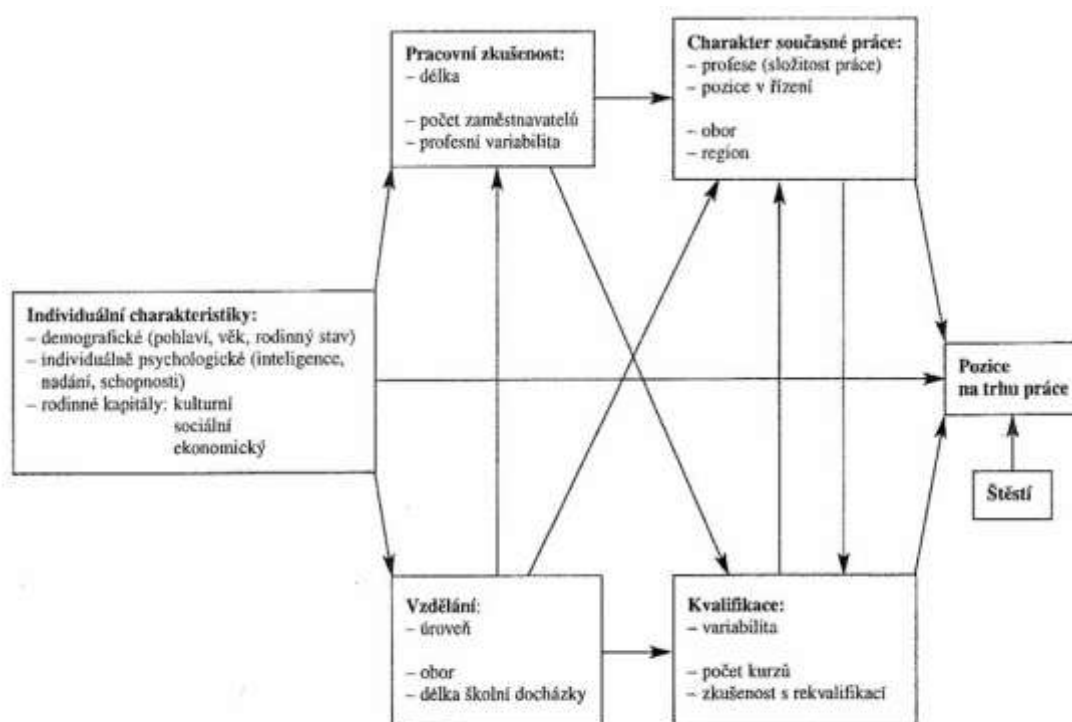 Pracovní zkušenost:
– délka
– počet zaměstnavatelů
– profesní variabilita
Charakter současné práce:
– profese (složitost práce)
– pozice v řízení
– obor
– region
Individuální charakteristiky:
– demografické (pohlaví, věk, rodinný stav)
– individuálně psychologické (inteligence,
nadání, schopnosti)
– rodinné kapitály: kulturní
sociální
ekonomický
Pozice
na trhu práce
Štěstí
Vzdělání:
– úroveň
– obor
– délka školní docházky
Kvalifikace:
– variabilita
– počet kurzů
– zkušenost s rekvalifikací